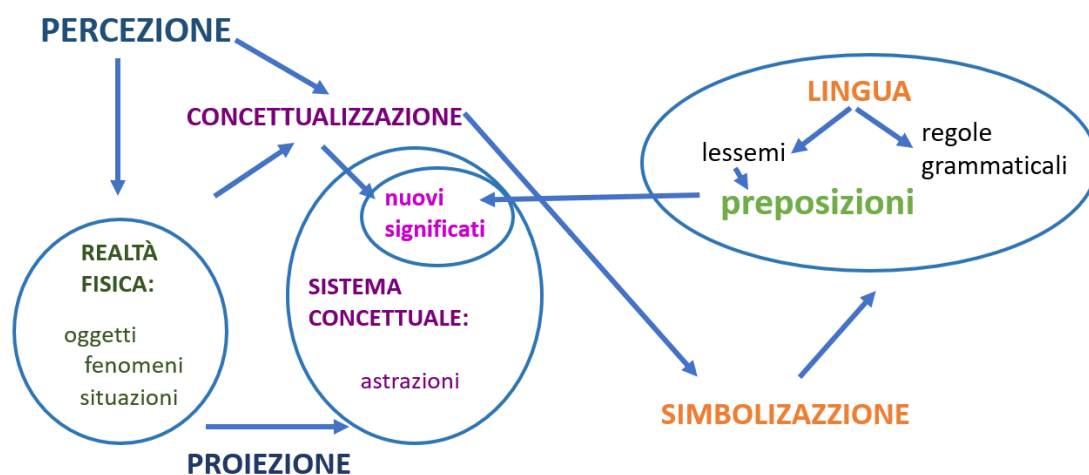 PERCEZIONE
CONCETTUALIZZAZIONE
LINGUA
lessemi
regole
grammaticali
preposizioni
nuovi
significati
REALTÀ
FISICA:
oggetti
fenomeni
situazioni
SISTEMA
CONCETTUALE:
astrazioni
SIMBOLIZAZZIONE
PROIEZIONE